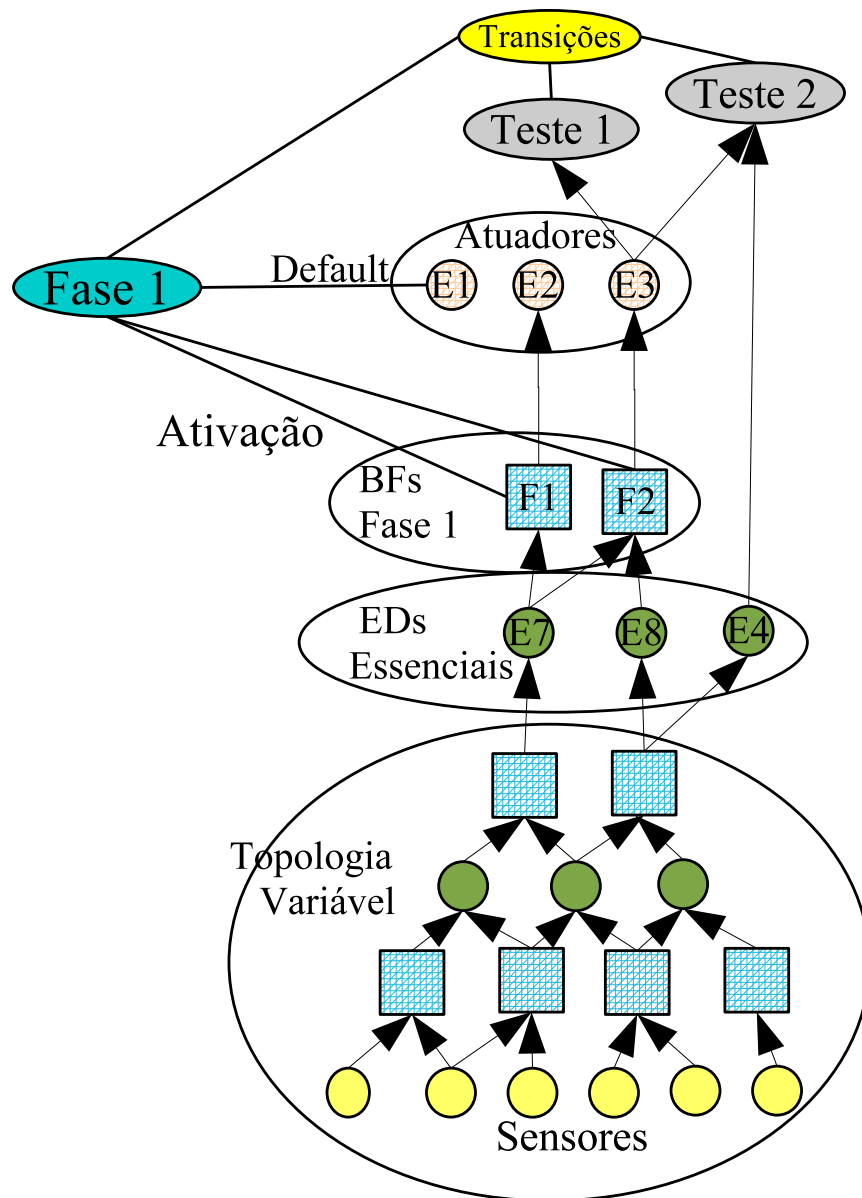 Transições
Teste 1
Teste 2
Atuadores
Default
Fase 1
E1
E2
E3
Ativação
BFs
Fase 1
F1
F2
EDs
Essenciais
E7
E8
E4
Topologia
Variável
Sensores